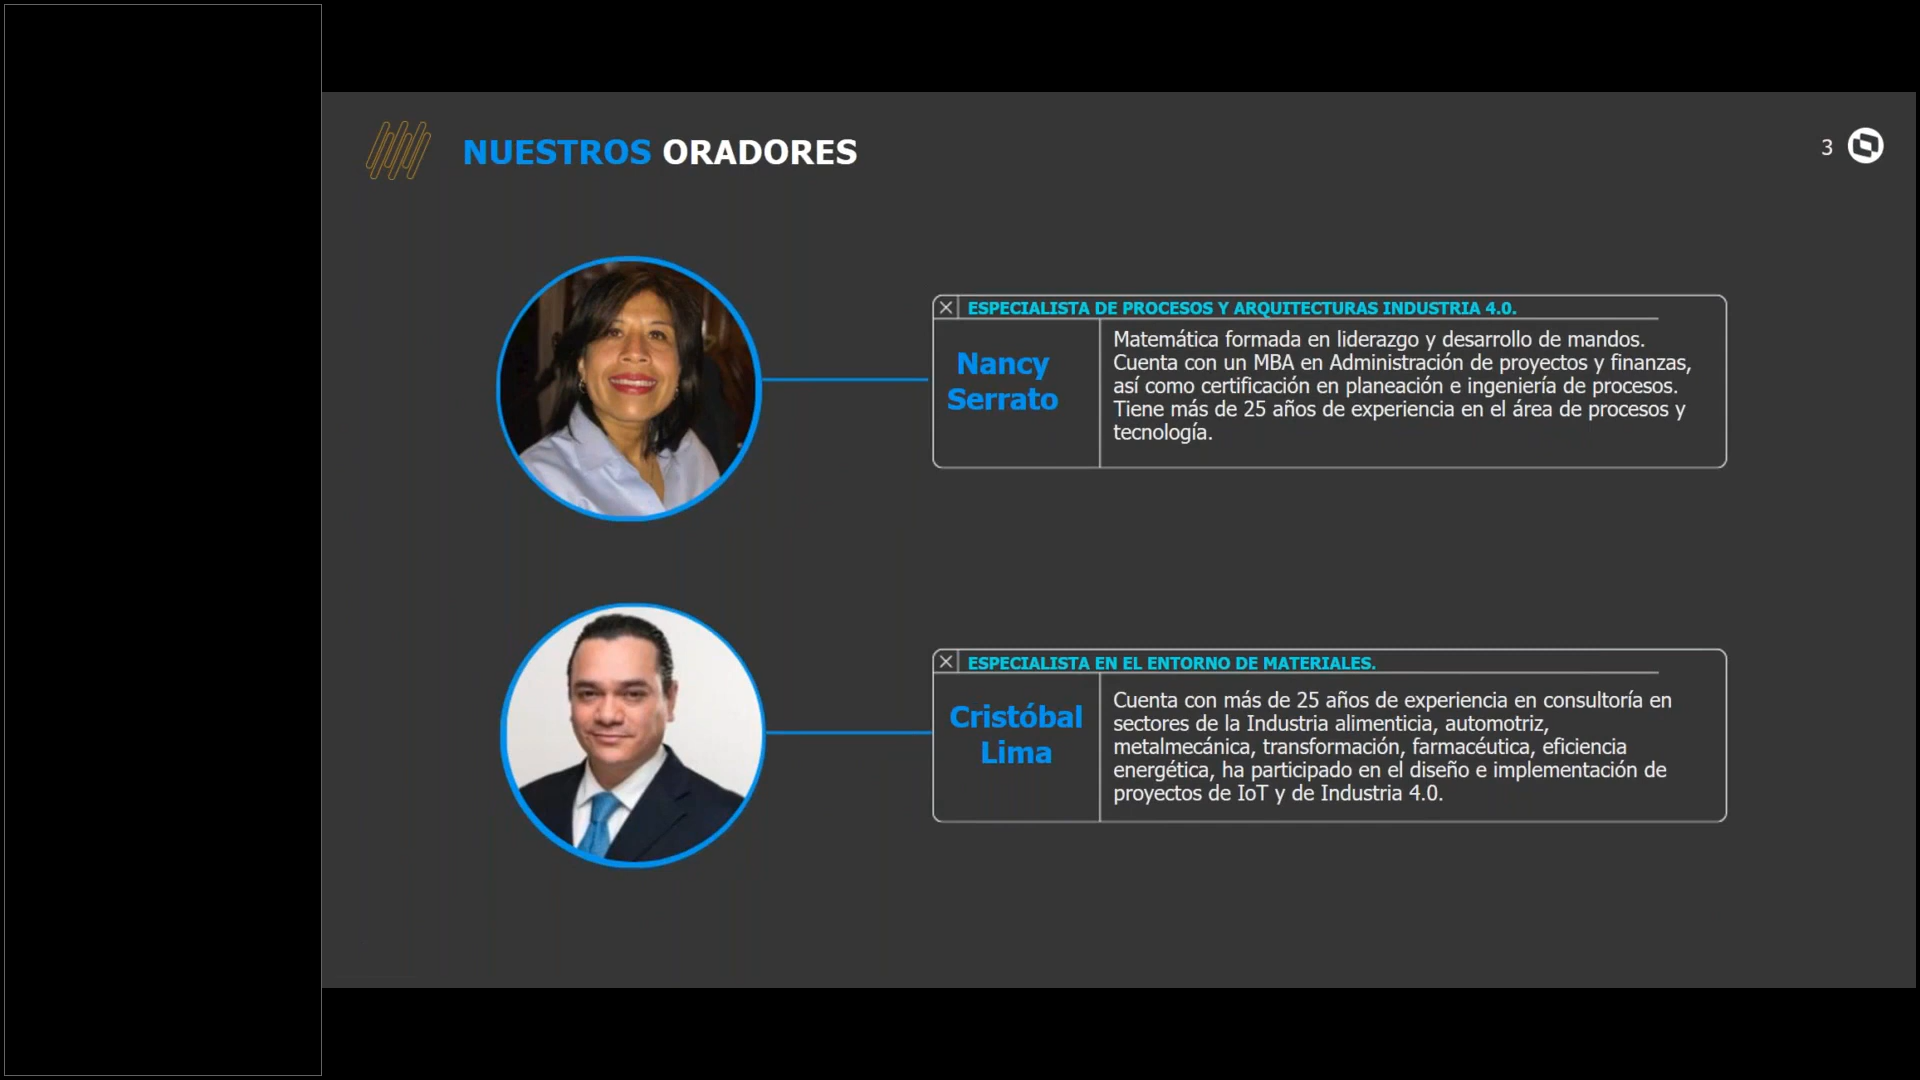 NUESTROS ORADORES
3
ESPECIALISTA DE PROCESOS Y ARQUITECTURAS INDUSTRIA 4.0.
Nancy
Serrato
Matemática formada en liderazgo y desarrollo de mandos.
Cuenta con un MBA en Administración de proyectos y finanzas,
así como certificación en planeación e ingeniería de procesos.
Tiene más de 25 años de experiencia en el área de procesos y
tecnología.
ESPECIALISTA EN EL ENTORNO DE MATERIALES.
Cristóbal
Lima
Cuenta con más de 25 años de experiencia en consultoría en
sectores de la Industria alimenticia, automotriz,
metalmecánica, transformación, farmacéutica, eficiencia
energética, ha participado en el diseño e implementación de
proyectos de IoT y de Industria 4.0.